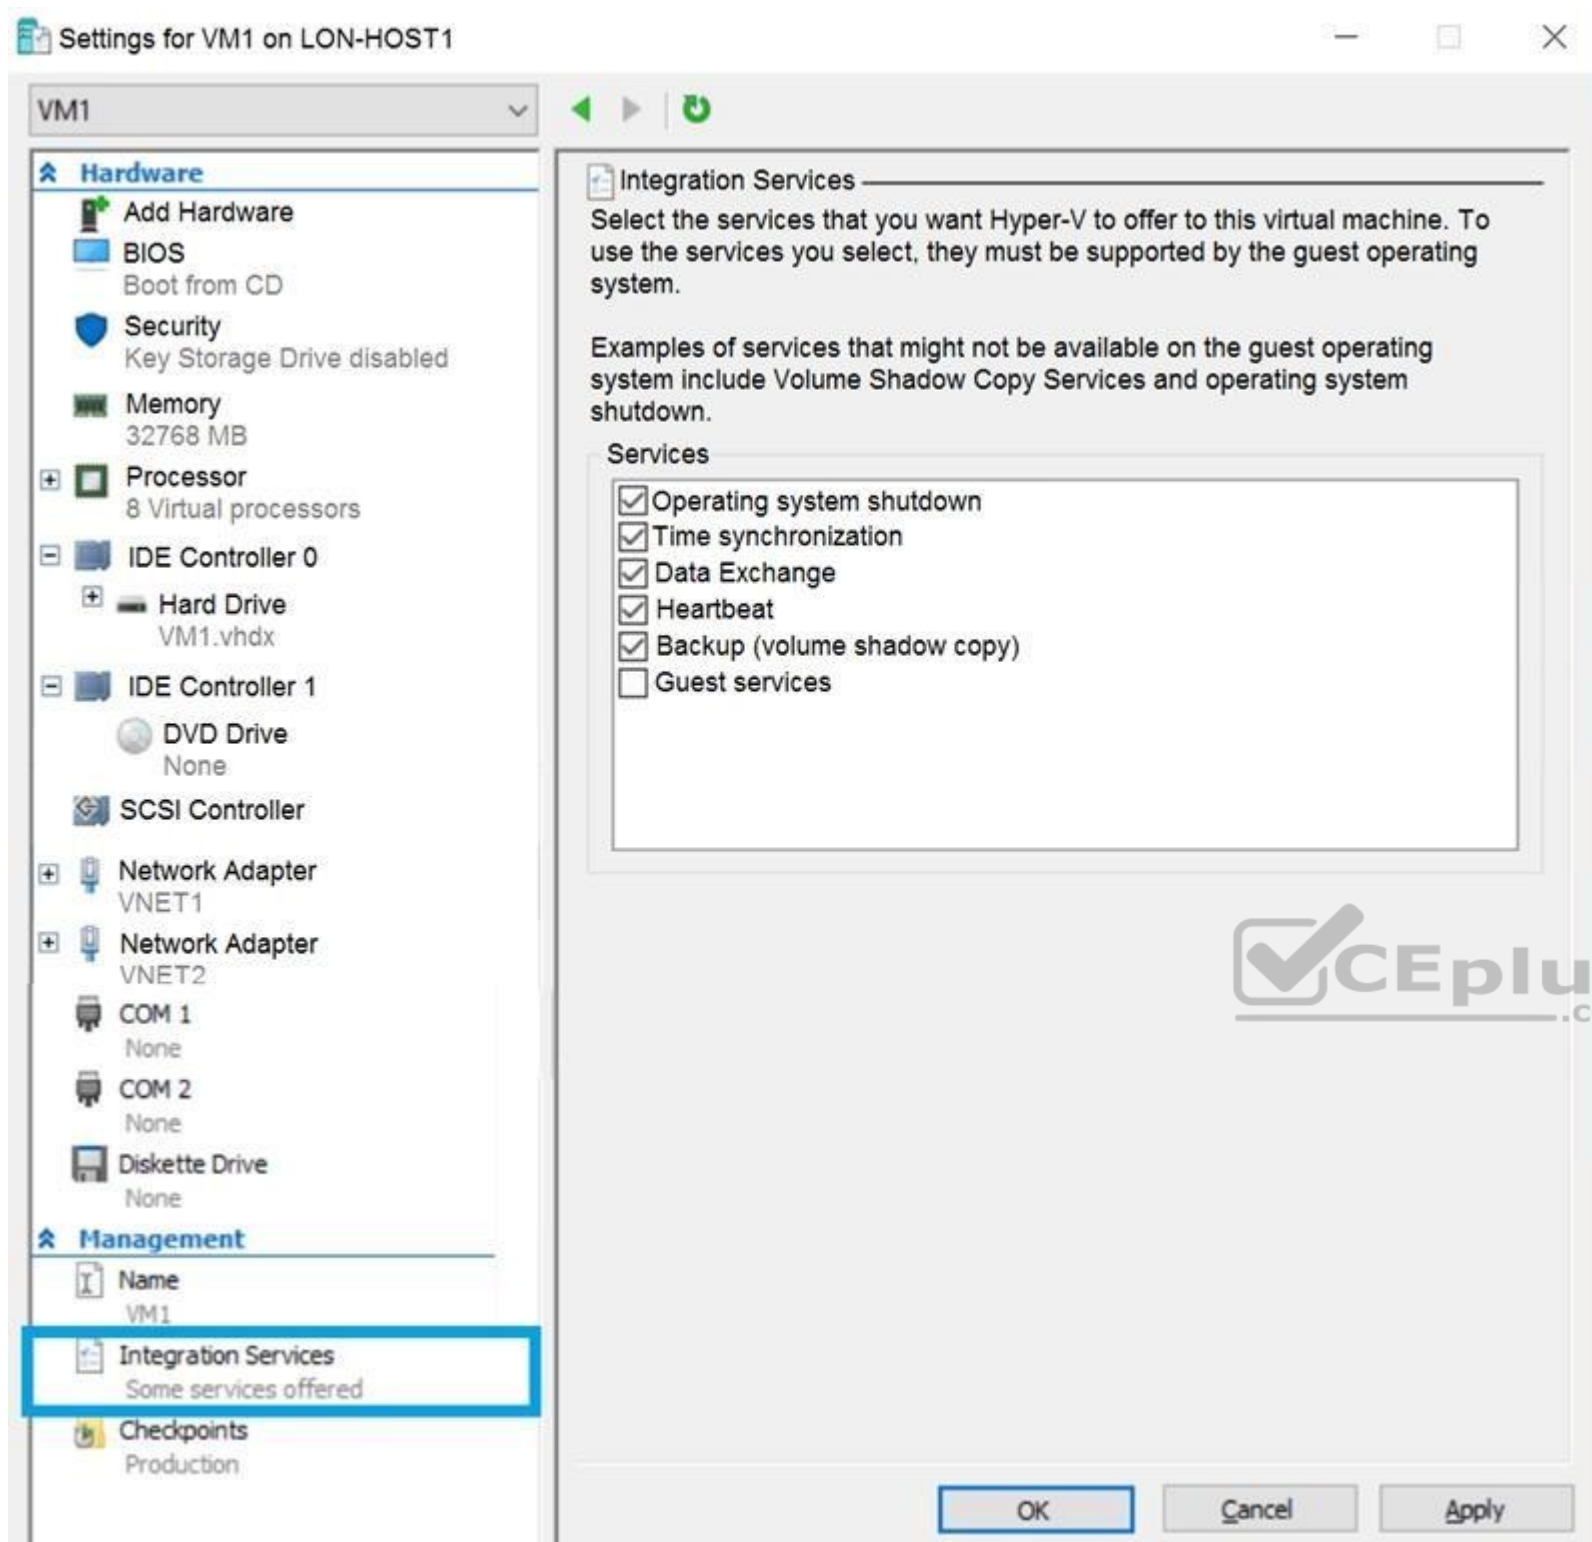 Settings for VM1 on LON-HOST1
VM1
Hardware
Add Hardware
BIOS
Boot from CD
Security
Key Storage Drive disabled
Memory
32768 MB
Processor
8 Virtual processors
IDE Controller 0
Hard Drive
VM1.vhdx
IDE Controller 1
DVD Drive
None
SCSI Controller
Network Adapter
VNET1
Network Adapter
VNET2
COM 1
None
COM 2
None
Diskette Drive
None
Management
Name
VM1
Integration Services
Some services offered
Checkpoints
Production
Integration Services
Select the services that you want Hyper-V to offer to this virtual machine. To
use the services you select, they must be supported by the guest operating
system.
Examples of services that might not be available on the guest operating
system include Volume Shadow Copy Services and operating system
shutdown.
Services
Operating system shutdown
Time synchronization
Data Exchange
Heartbeat
Backup (volume shadow copy)
Guest services
CEplu
.c
OK
Cancel
Apply